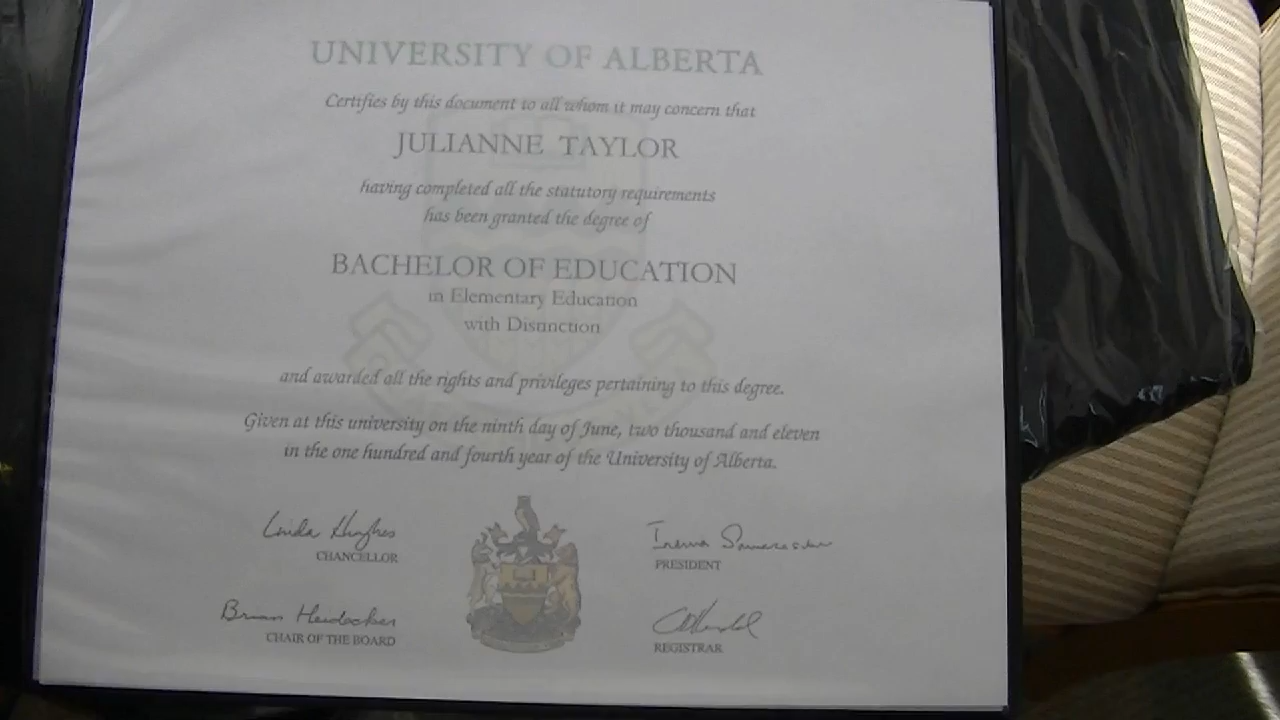 UNIVERSITY OF ALBERTA
Certifies by this document to all whom it may concern that
JULIANNE TAYLOR
having completed all the statutory requirements
has been granted the degree of
BACHELOR OF EDUCATION
in Elementary Education
with Distinction
and awarded all the rights and privileges pertaining to this degree.
Given at this university on the ninth day of June, two thousand and eleven
in the one hundred and fourth year of the University of Alberta.
Linda Hughes
CHANCELLOR
PRESIDENT
Brian Heidecker
CHAIR OF THE BOARD
REGISTRAR